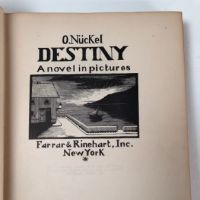 O.Nückel
DESTINY
A novel in pictures
Farrar & Rinehart, Inc.
New York